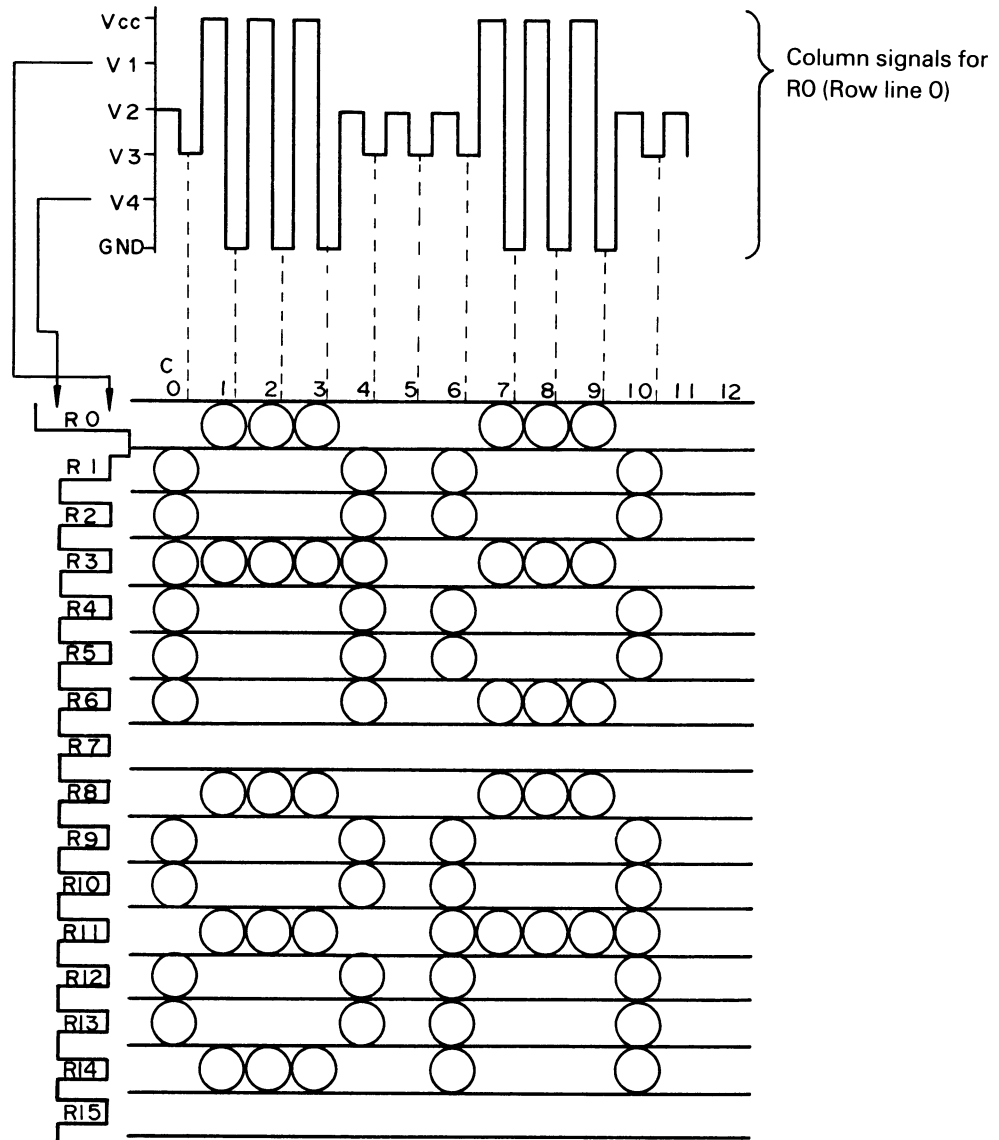 Vcc
V1
V2
V3
V4
GND
Column signals for
R0 (Row line 0)
C
0 1 2 3 4 5 6 7 8 9 10 11 12
R0
R1
R2
R3
R4
R5
R6
R7
R8
R9
R10
R11
R12
R13
R14
R15